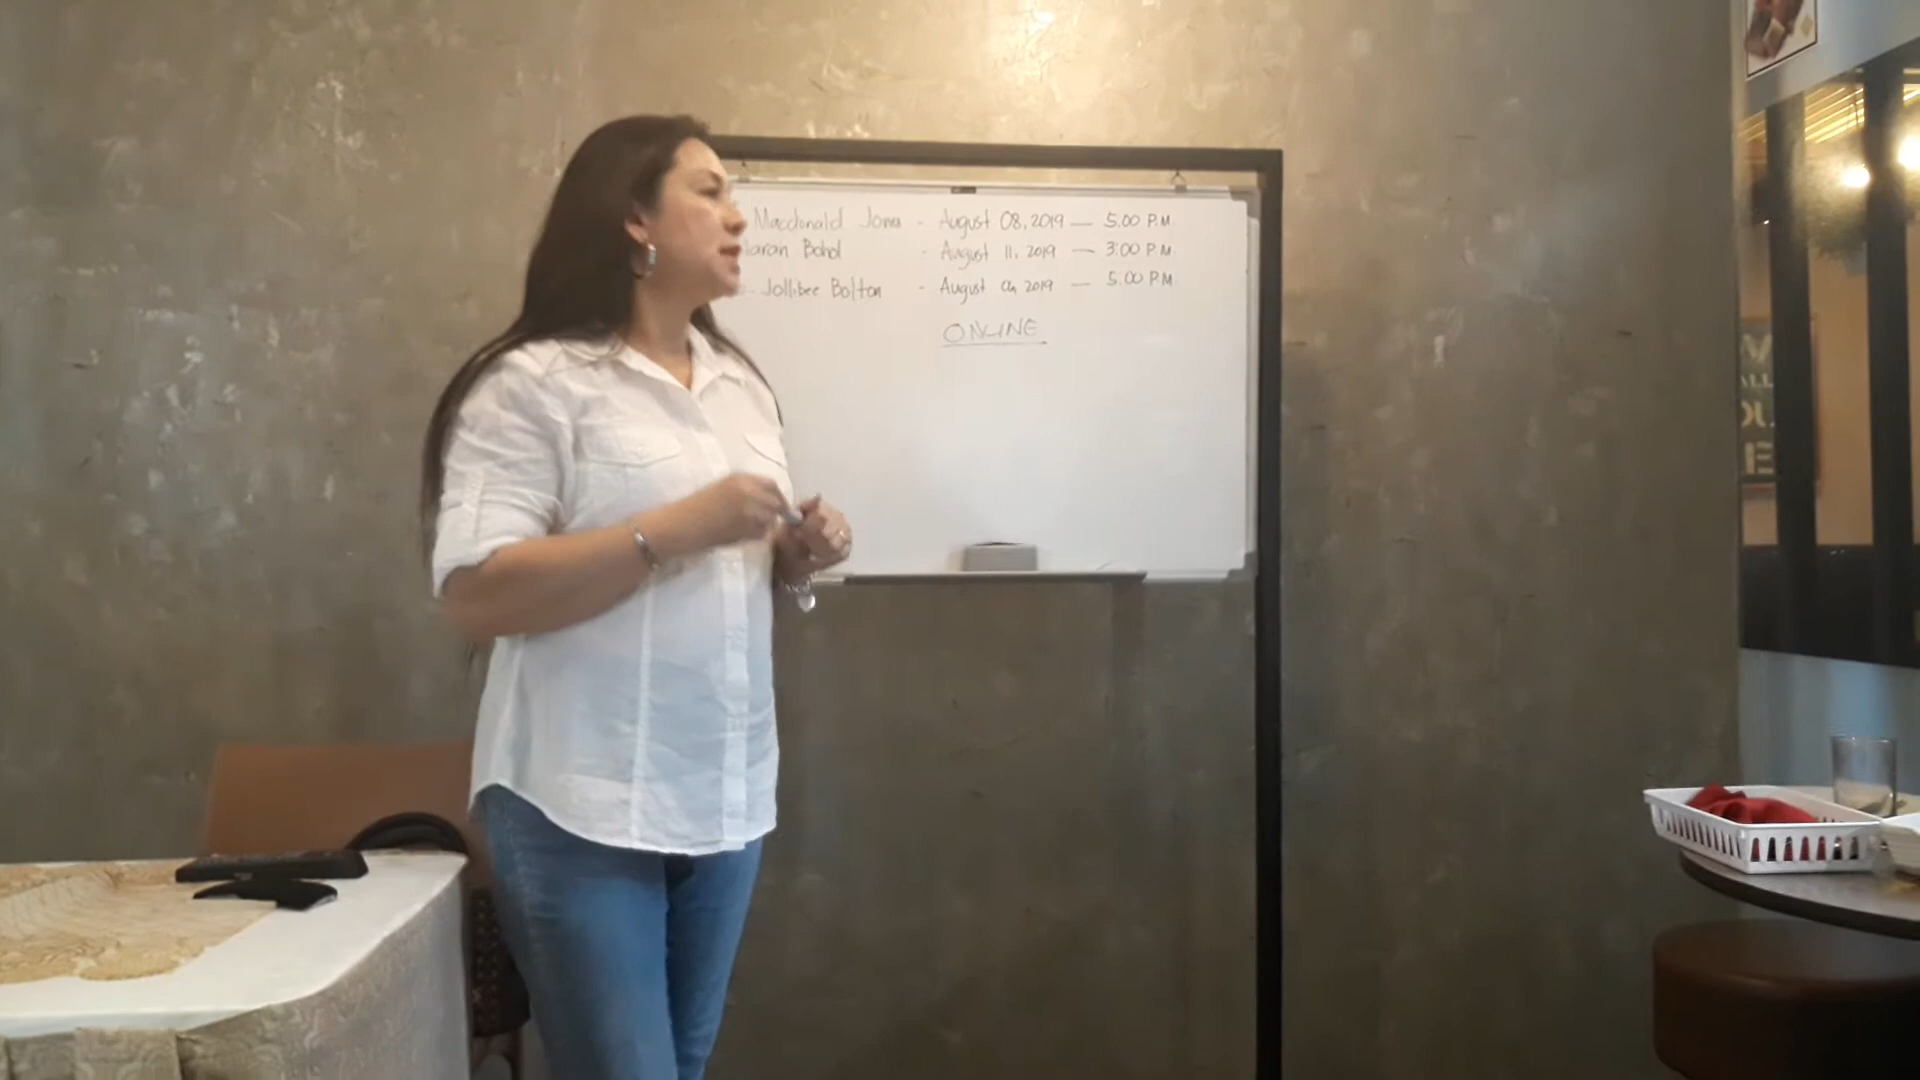 Macdonald Jona - August 08, 2019 — 5.00 P.M
Bohol - August 11, 2019 — 3:00 P.M
- Jollibee Bolton - August 2019 — 5.00 P.M
ONLINE